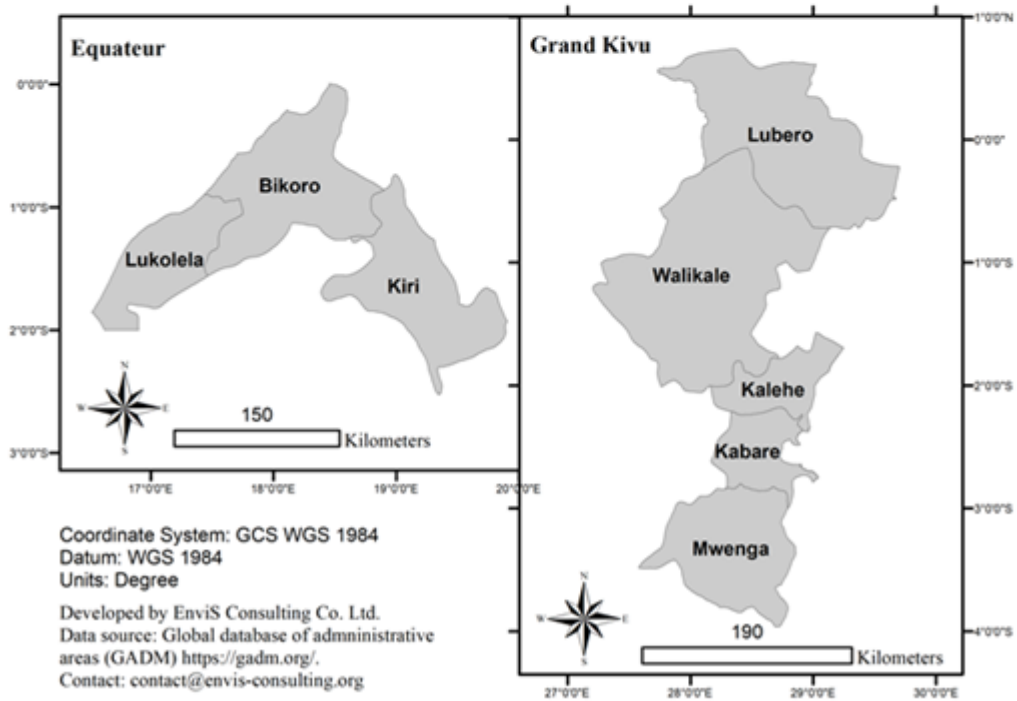 Equateur
0°0'0"
1°0'0"S
2°0'0"S
3°0'0"S
Bikoro
Lukolela
Kiri
N
W E
S
150
Kilometers
17°0'0"E 18°0'0"E 19°0'0"E 20°0'0"E
Grand Kivu
1°0'0"N
0°0'0"
1°0'0"S
2°0'0"S
3°0'0"S
4°0'0"S
Lubero
Walikale
Kalehe
Kabare
Mwenga
N
W E
S
190
Kilometers
27°0'0"E 28°0'0"E 29°0'0"E 30°0'0"E
Coordinate System: GCS WGS 1984
Datum: WGS 1984
Units: Degree
Developed by EnviS Consulting Co. Ltd.
Data source: Global database of admninistrative
areas (GADM) https://gadm.org/.
Contact: contact@envis-consulting.org